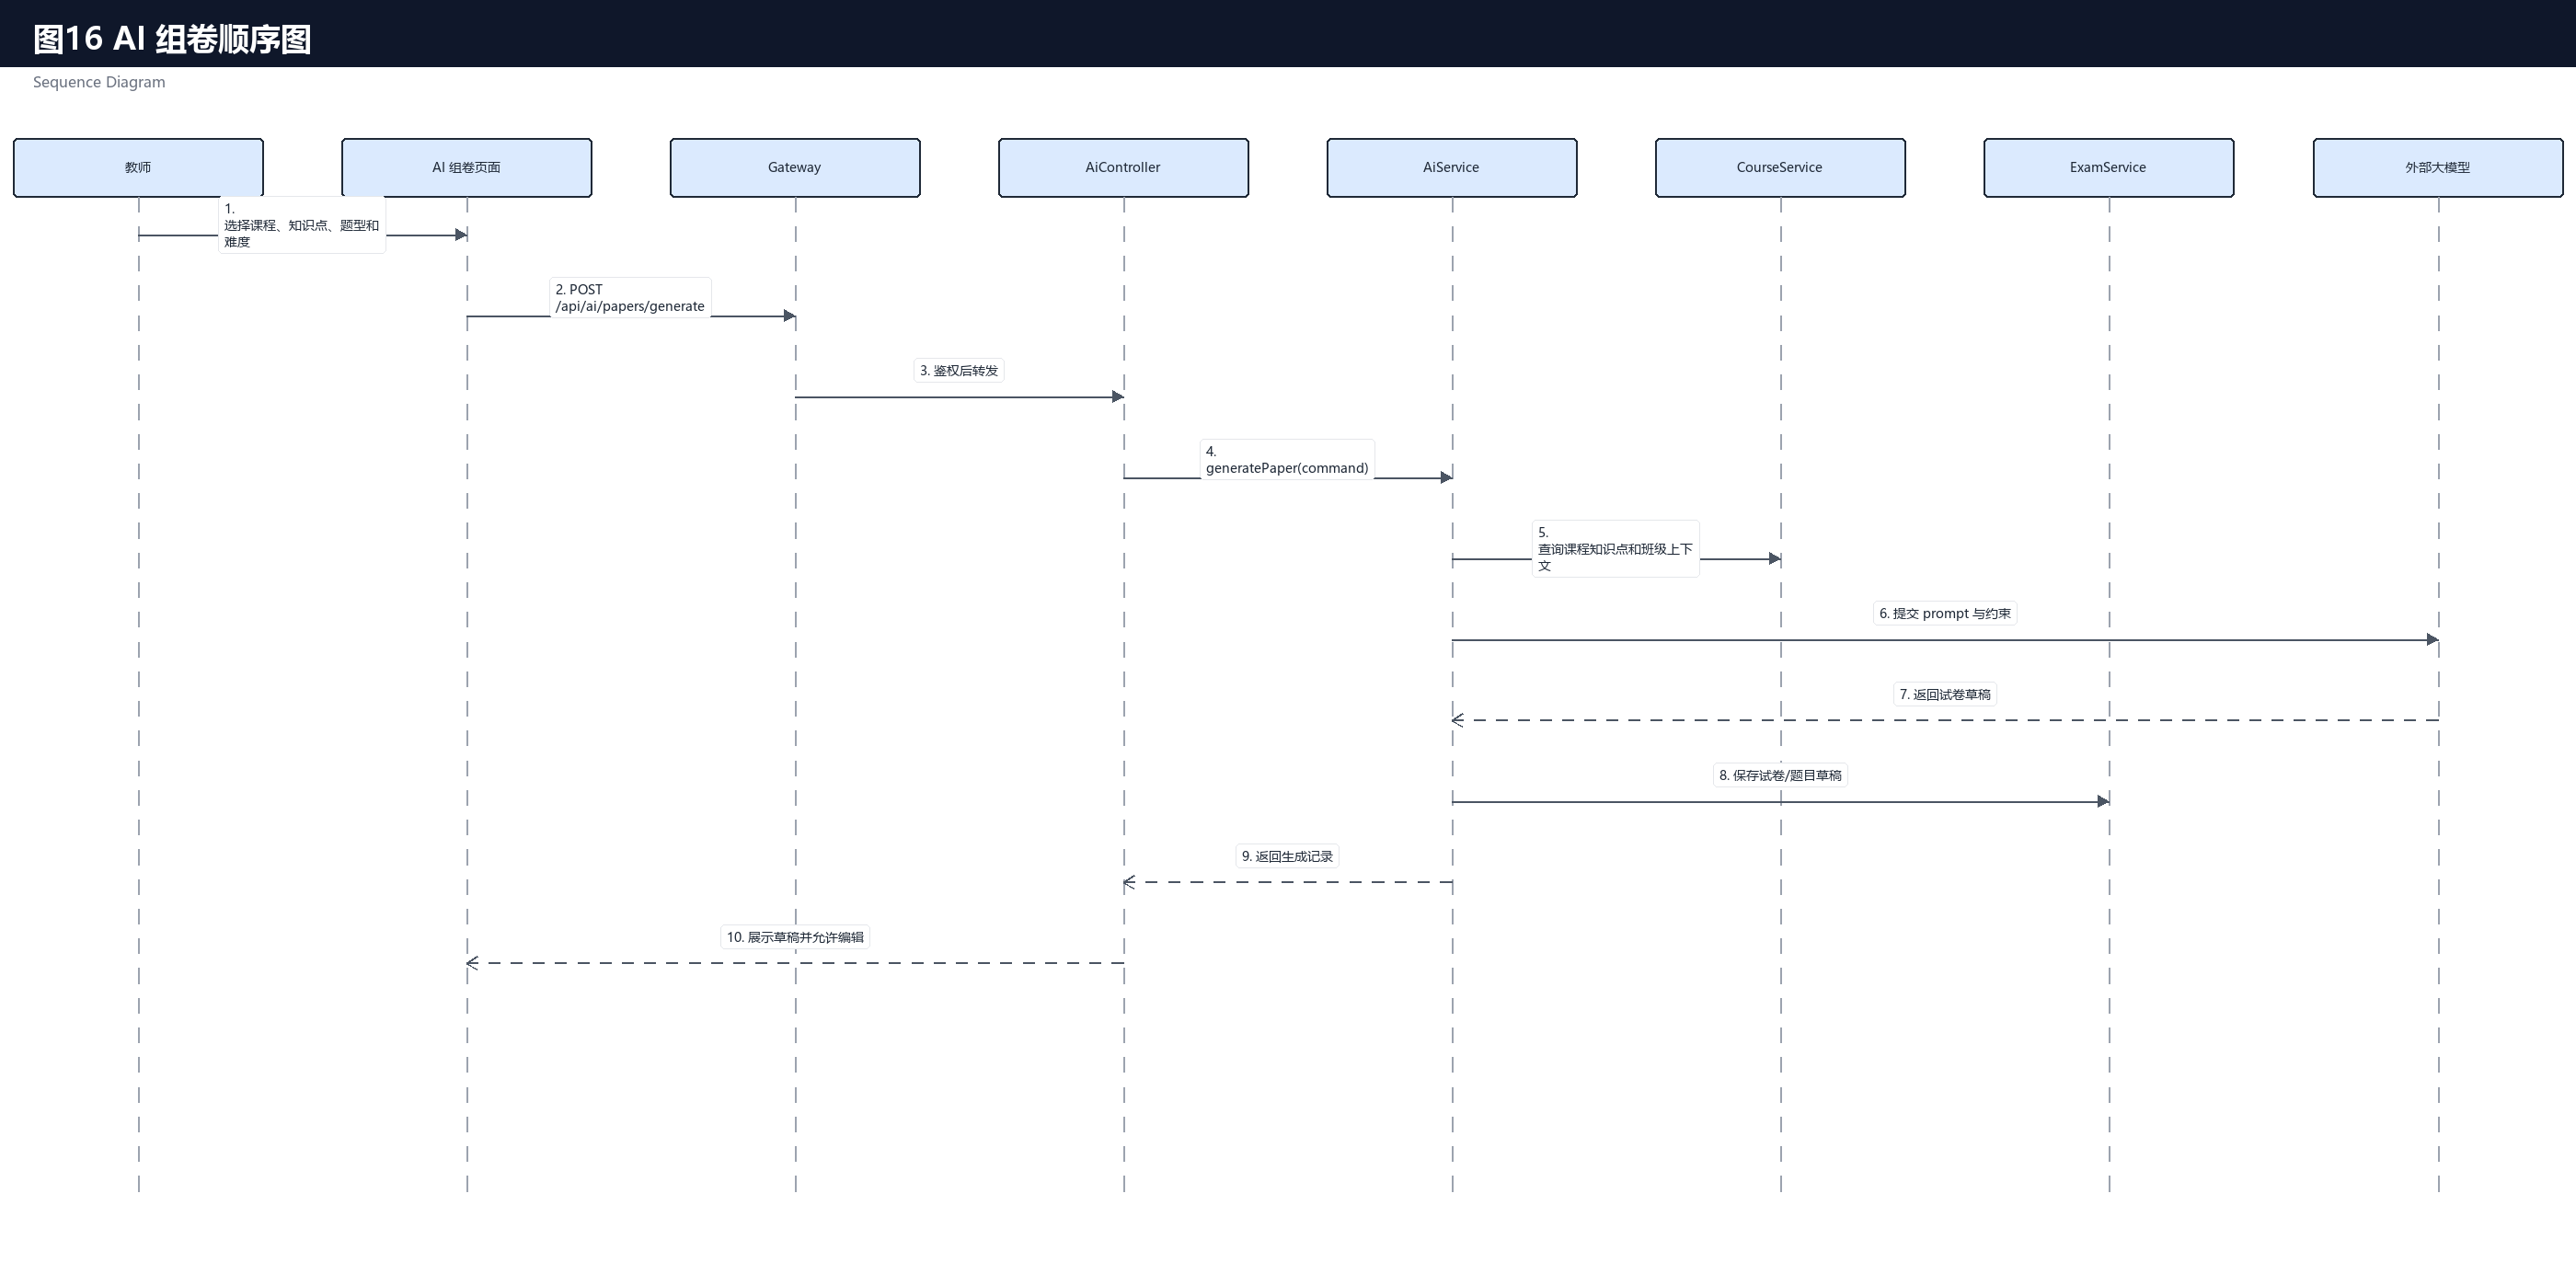 图16 AI 组卷顺序图
Sequence Diagram
教师
AI 组卷页面
Gateway
AiController
AiService
CourseService
ExamService
外部大模型
1.
选择课程、知识点、题型和
难度
2. POST
/api/ai/papers/generate
3. 鉴权后转发
4.
generatePaper(command)
5.
查询课程知识点和班级上下
文
6. 提交 prompt 与约束
7. 返回试卷草稿
8. 保存试卷/题目草稿
9. 返回生成记录
10. 展示草稿并允许编辑